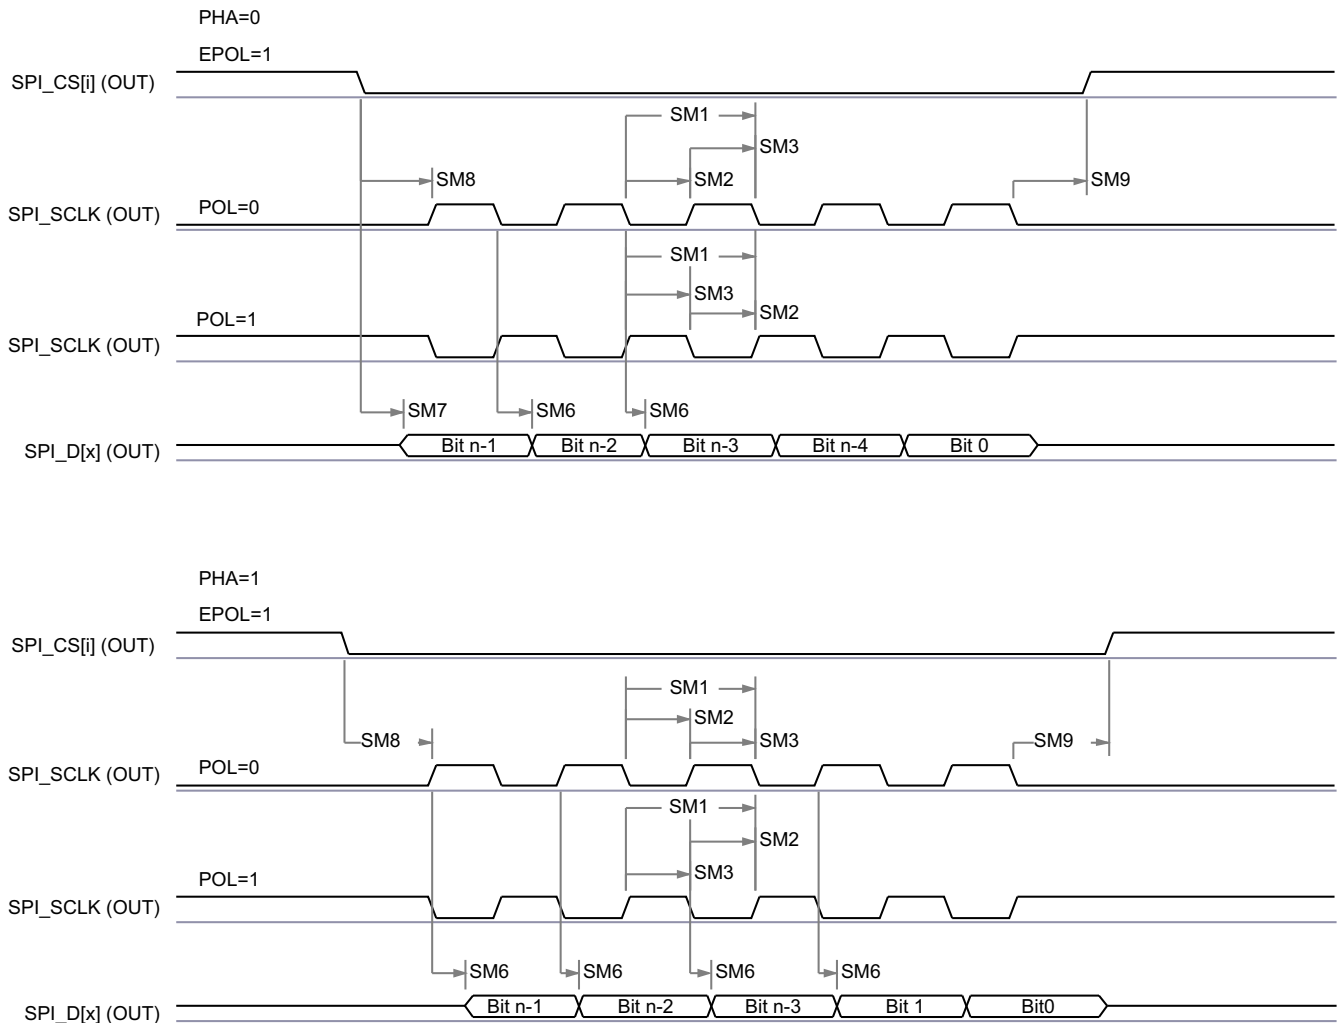 PHA=0
EPOL=1
SPI_CS[i] (OUT)
SM1
SM3
SM8
SM2
SM9
SPI_SCLK (OUT)
POL=0
SM1
SM3
SM2
POL=1
SPI_SCLK (OUT)
SM7
SM6
SM6
SPI_D[x] (OUT)
Bit n-1
Bit n-2
Bit n-3
Bit n-4
Bit 0
PHA=1
EPOL=1
SPI_CS[i] (OUT)
SM1
SM2
SM8
SM3
SM9
SPI_SCLK (OUT)
POL=0
SM1
SM2
SM3
POL=1
SPI_SCLK (OUT)
SM6
SM6
SM6
SM6
SPI_D[x] (OUT)
Bit n-1
Bit n-2
Bit n-3
Bit 1
Bit0